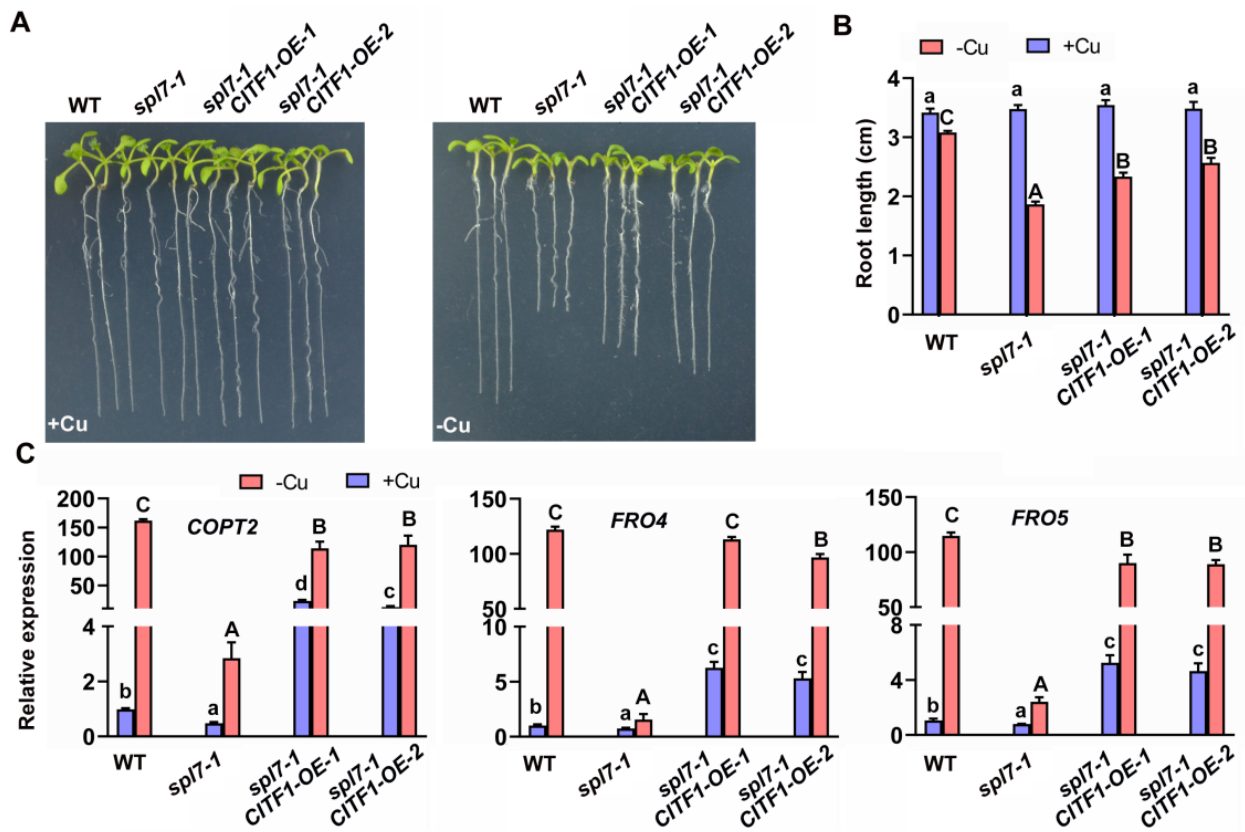 A
WT
spl7-1
spl7-1
CITF1-OE-1
spl7-1
CITF1-OE-2
+Cu
WT
spl7-1
spl7-1
CITF1-OE-1
spl7-1
CITF1-OE-2
-Cu
B
-Cu
+Cu
Root length (cm)
4
3
2
1
0
a
C
a
A
a
B
a
B
WT
spl7-1
spl7-1
CITF1-OE-1
spl7-1
CITF1-OE-2
C
-Cu
+Cu
Relative expression
COPT2
200
150
100
50
4
2
0
b
C
a
A
d
B
c
B
WT
spl7-1
spl7-1
CITF1-OE-1
spl7-1
CITF1-OE-2
FRO4
150
100
50
10
5
0
b
C
a
A
c
C
c
B
WT
spl7-1
spl7-1
CITF1-OE-1
spl7-1
CITF1-OE-2
FRO5
150
100
50
8
4
0
b
C
a
A
c
B
c
B
WT
spl7-1
spl7-1
CITF1-OE-1
spl7-1
CITF1-OE-2